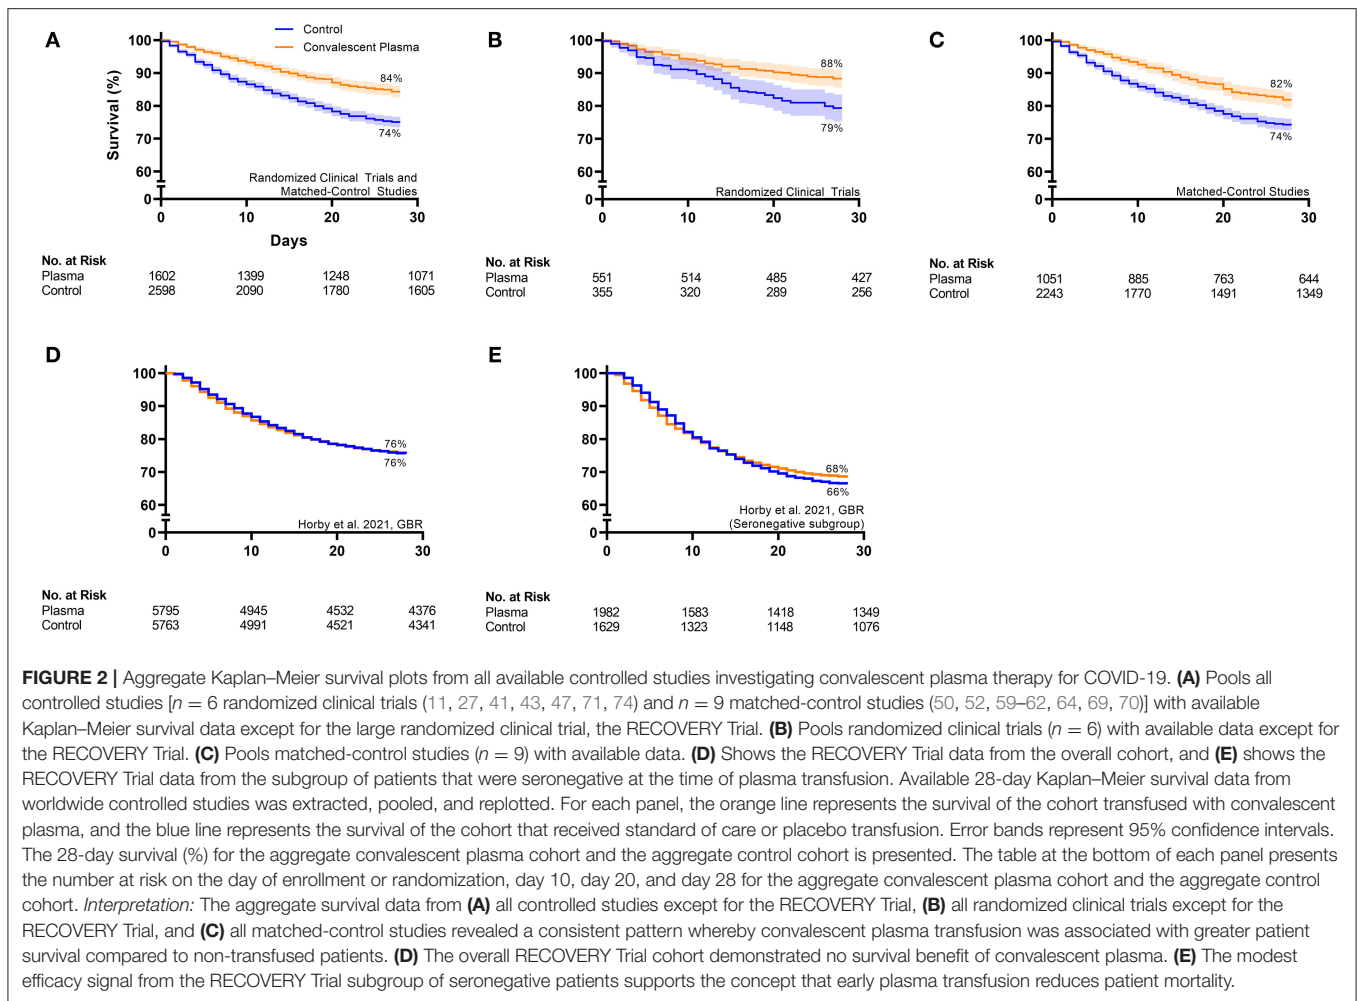 A
Control
Convalescent Plasma
Survival (%)
100
90
80
70
60
0
84%
74%
Randomized Clinical Trials and
Matched-Control Studies
0 10 20 30
Days
No. at Risk
Plasma 1602 1399 1248 1071
Control 2598 2090 1780 1605
B
100
90
80
70
60
0
88%
79%
Randomized Clinical Trials
0 10 20 30
No. at Risk
Plasma 551 514 485 427
Control 355 320 289 256
C
100
90
80
70
60
0
82%
74%
Matched-Control Studies
0 10 20 30
No. at Risk
Plasma 1051 885 763 644
Control 2243 1770 1491 1349
D
100
90
80
70
60
0
76%
76%
Horby et al. 2021, GBR
0 10 20 30
No. at Risk
Plasma 5795 4945 4532 4376
Control 5763 4991 4521 4341
E
100
90
80
70
60
0
68%
66%
Horby et al. 2021, GBR
(Seronegative subgroup)
0 10 20 30
No. at Risk
Plasma 1982 1583 1418 1349
Control 1629 1323 1148 1076
FIGURE 2 | Aggregate Kaplan–Meier survival plots from all available controlled studies investigating convalescent plasma therapy for COVID-19. (A) Pools all
controlled studies [n = 6 randomized clinical trials (11, 27, 41, 43, 47, 71, 74) and n = 9 matched-control studies (50, 52, 59–62, 64, 69, 70)] with available
Kaplan–Meier survival data except for the large randomized clinical trial, the RECOVERY Trial. (B) Pools randomized clinical trials (n = 6) with available data except for
the RECOVERY Trial. (C) Pools matched-control studies (n = 9) with available data. (D) Shows the RECOVERY Trial data from the overall cohort, and (E) shows the
RECOVERY Trial data from the subgroup of patients that were seronegative at the time of plasma transfusion. Available 28-day Kaplan–Meier survival data from
worldwide controlled studies was extracted, pooled, and replotted. For each panel, the orange line represents the survival of the cohort transfused with convalescent
plasma, and the blue line represents the survival of the cohort that received standard of care or placebo transfusion. Error bands represent 95% confidence intervals.
The 28-day survival (%) for the aggregate convalescent plasma cohort and the aggregate control cohort is presented. The table at the bottom of each panel presents
the number at risk on the day of enrollment or randomization, day 10, day 20, and day 28 for the aggregate convalescent plasma cohort and the aggregate control
cohort. Interpretation: The aggregate survival data from (A) all controlled studies except for the RECOVERY Trial, (B) all randomized clinical trials except for the
RECOVERY Trial, and (C) all matched-control studies revealed a consistent pattern whereby convalescent plasma transfusion was associated with greater patient
survival compared to non-transfused patients. (D) The overall RECOVERY Trial cohort demonstrated no survival benefit of convalescent plasma. (E) The modest
efficacy signal from the RECOVERY Trial subgroup of seronegative patients supports the concept that early plasma transfusion reduces patient mortality.